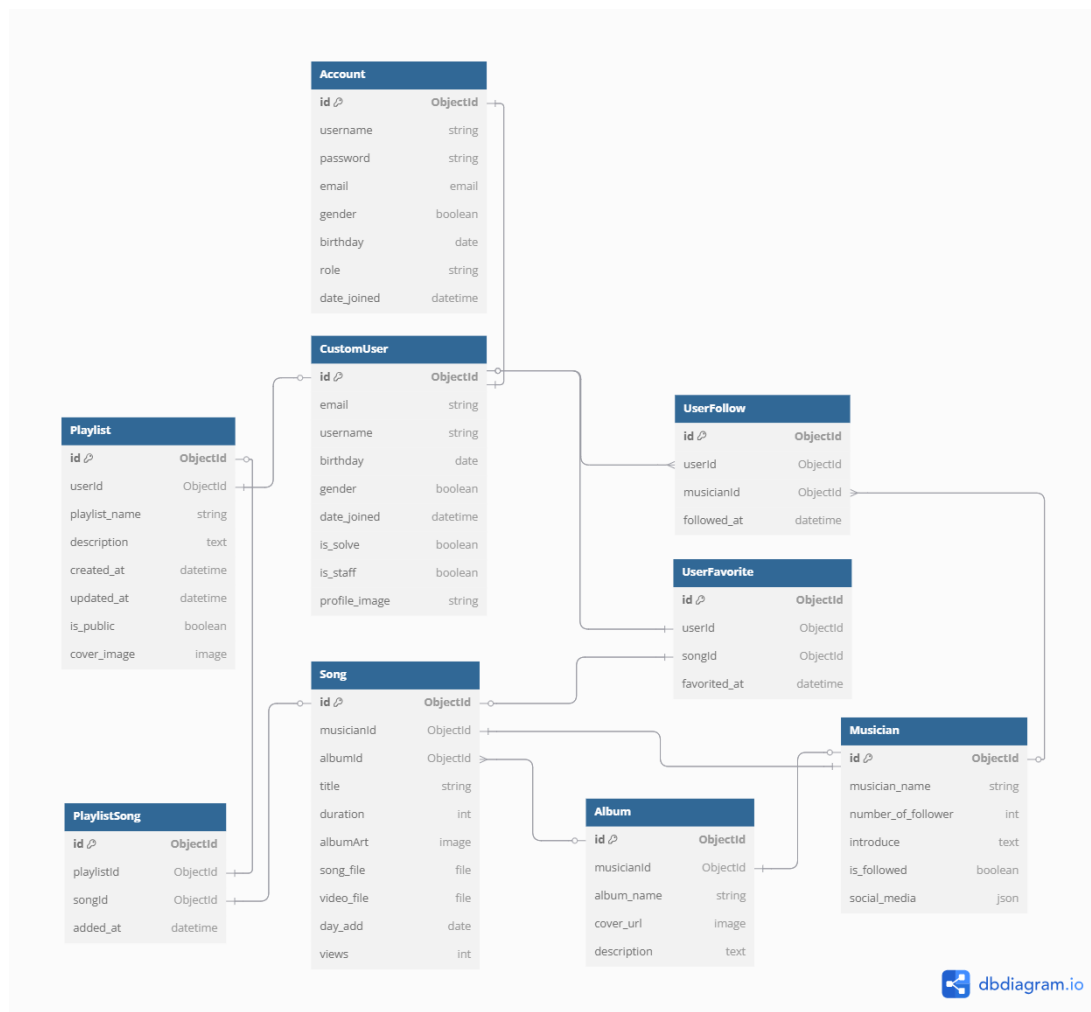 Account
id ObjectId
username string
password string
email email
gender boolean
birthday date
role string
date_joined datetime
CustomUser
id ObjectId
email string
username string
birthday date
gender boolean
date_joined datetime
is_solve boolean
is_staff boolean
profile_image string
Playlist
id ObjectId
userId ObjectId
playlist_name string
description text
created_at datetime
updated_at datetime
is_public boolean
cover_image image
UserFollow
id ObjectId
userId ObjectId
musicianId ObjectId
followed_at datetime
UserFavorite
id ObjectId
userId ObjectId
songId ObjectId
favorited_at datetime
Song
id ObjectId
musicianId ObjectId
albumId ObjectId
title string
duration int
albumArt image
song_file file
video_file file
day_add date
views int
Musician
id ObjectId
musician_name string
number_of_follower int
introduce text
is_followed boolean
social_media json
PlaylistSong
id ObjectId
playlistId ObjectId
songId ObjectId
added_at datetime
Album
id ObjectId
musicianId ObjectId
album_name string
cover_url image
description text
dbdiagram.io